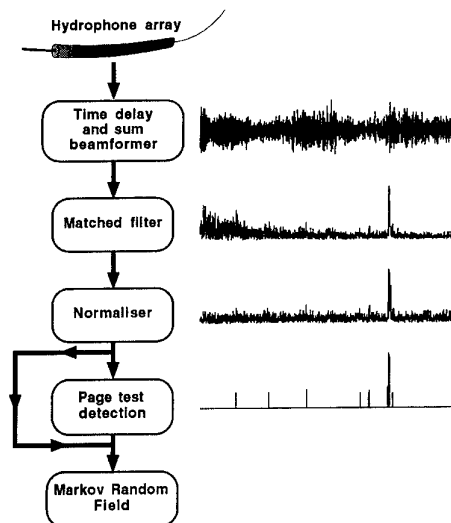 Hydrophone array
Time delay
and sum
beamformer
Matched filter
Normaliser
Page test
detection
Markov Random
Field